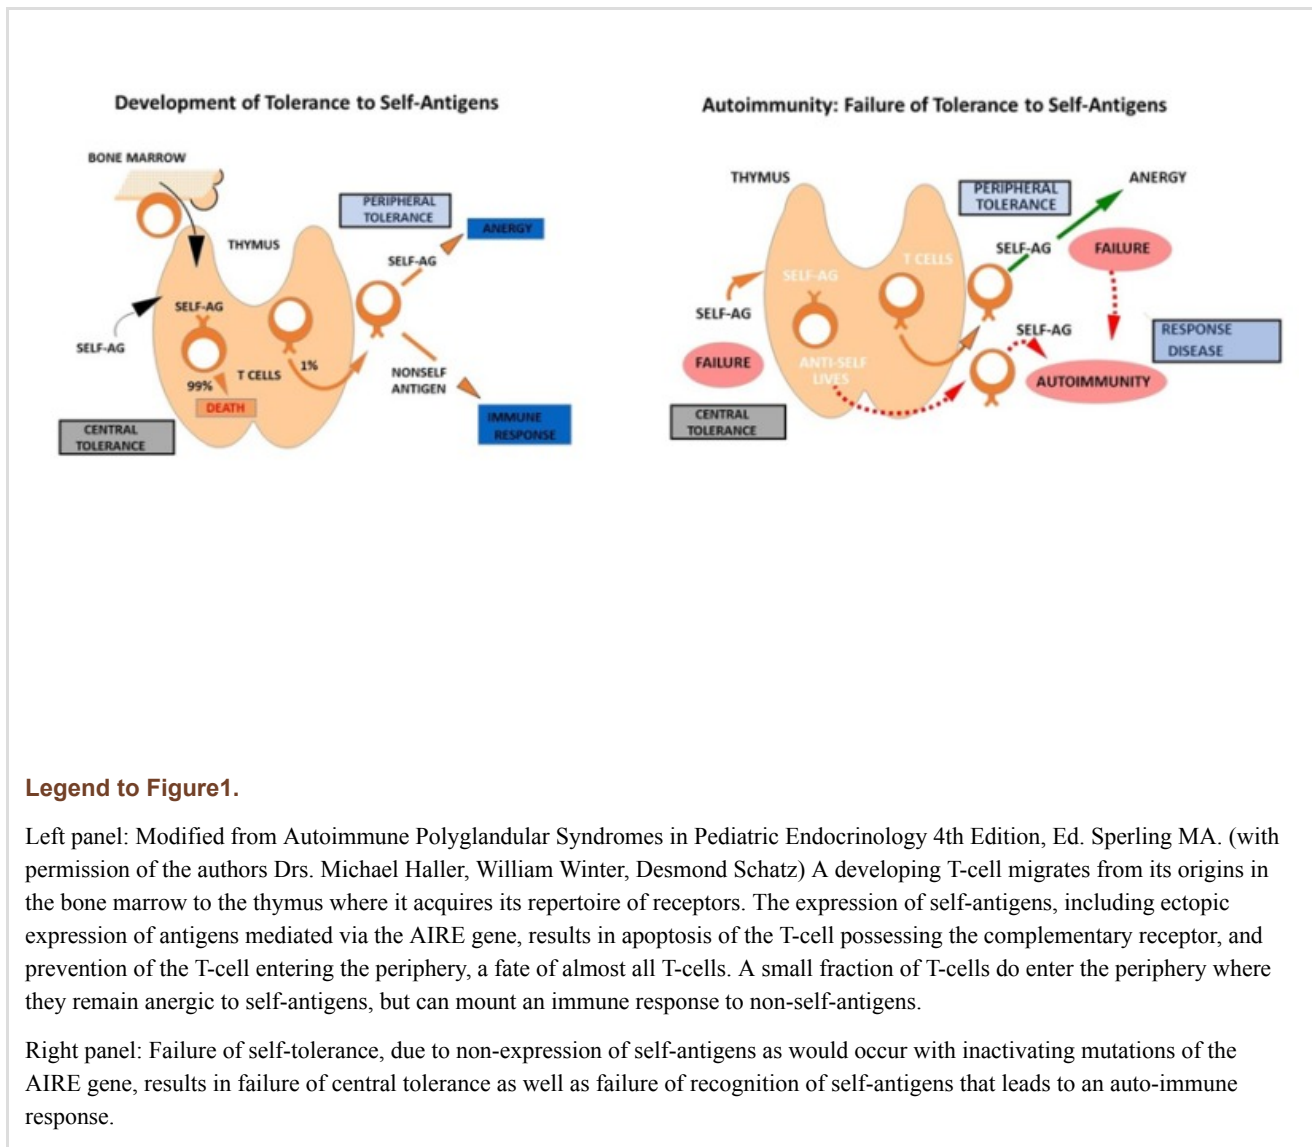 Development of Tolerance to Self-Antigens
BONE MARROW
PERIPHERAL
TOLERANCE
ANERGY
THYMUS
SELF-AG
SELF-AG
SELF-AG
T CELLS
1%
99%
DEATH
NONSELF
ANTIGEN
CENTRAL
TOLERANCE
IMMUNE
RESPONSE
Autoimmunity: Failure of Tolerance to Self-Antigens
THYMUS
PERIPHERAL
TOLERANCE
ANERGY
SELF-AG
FAILURE
T CELLS
SELF-AG
SELF-AG
SELF-AG
RESPONSE
DISEASE
FAILURE
ANTI-SELF
LIVES
AUTOIMMUNITY
CENTRAL
TOLERANCE
Legend to Figure1.
Left panel: Modified from Autoimmune Polyglandular Syndromes in Pediatric Endocrinology 4th Edition, Ed. Sperling MA. (with
permission of the authors Drs. Michael Haller, William Winter, Desmond Schatz) A developing T-cell migrates from its origins in
the bone marrow to the thymus where it acquires its repertoire of receptors. The expression of self-antigens, including ectopic
expression of antigens mediated via the AIRE gene, results in apoptosis of the T-cell possessing the complementary receptor, and
prevention of the T-cell entering the periphery, a fate of almost all T-cells. A small fraction of T-cells do enter the periphery where
they remain anergic to self-antigens, but can mount an immune response to non-self-antigens.
Right panel: Failure of self-tolerance, due to non-expression of self-antigens as would occur with inactivating mutations of the
AIRE gene, results in failure of central tolerance as well as failure of recognition of self-antigens that leads to an auto-immune
response.